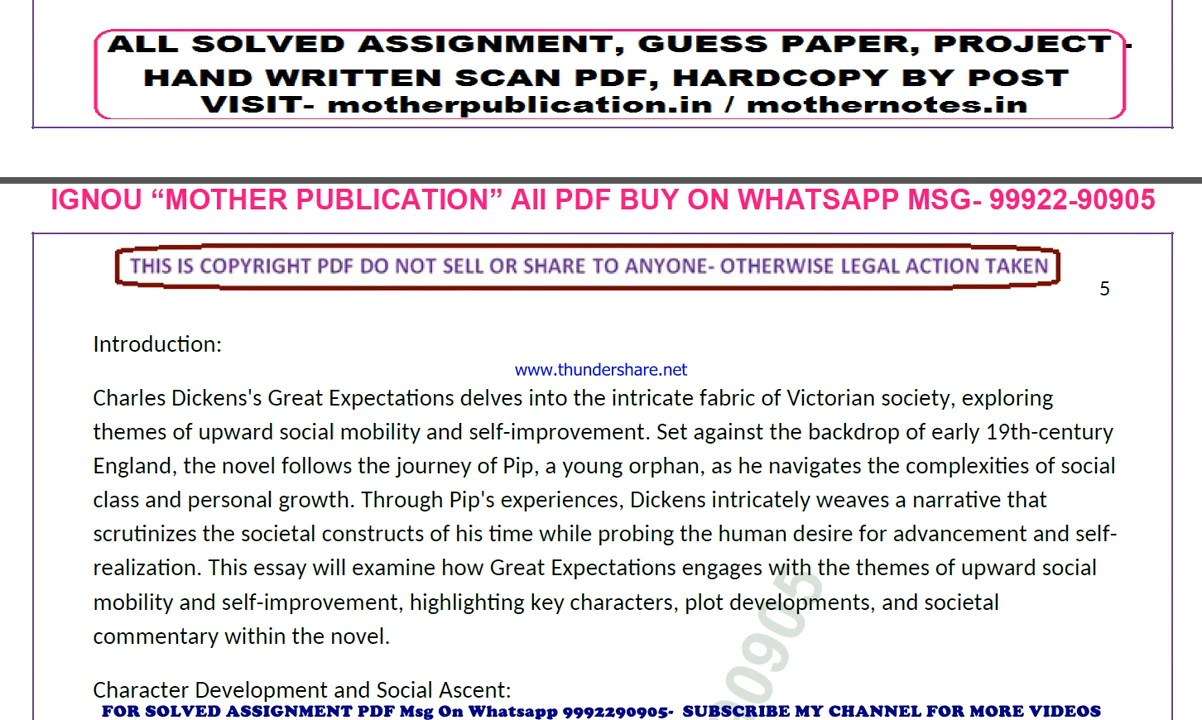 ALL SOLVED ASSIGNMENT, GUESS PAPER, PROJECT -
HAND WRITTEN SCAN PDF, HARDCOPY BY POST
VISIT- motherpublication.in / mothernotes.in
IGNOU “MOTHER PUBLICATION” All PDF BUY ON WHATSAPP MSG- 99922-90905
THIS IS COPYRIGHT PDF DO NOT SELL OR SHARE TO ANYONE- OTHERWISE LEGAL ACTION TAKEN
5
Introduction:
www.thundershare.net
Charles Dickens's Great Expectations delves into the intricate fabric of Victorian society, exploring
themes of upward social mobility and self-improvement. Set against the backdrop of early 19th-century
England, the novel follows the journey of Pip, a young orphan, as he navigates the complexities of social
class and personal growth. Through Pip's experiences, Dickens intricately weaves a narrative that
scrutinizes the societal constructs of his time while probing the human desire for advancement and self-
realization. This essay will examine how Great Expectations engages with the themes of upward social
mobility and self-improvement, highlighting key characters, plot developments, and societal
commentary within the novel.
Character Development and Social Ascent:
FOR SOLVED ASSIGNMENT PDF Msg On Whatsapp 9992290905- SUBSCRIBE MY CHANNEL FOR MORE VIDEOS